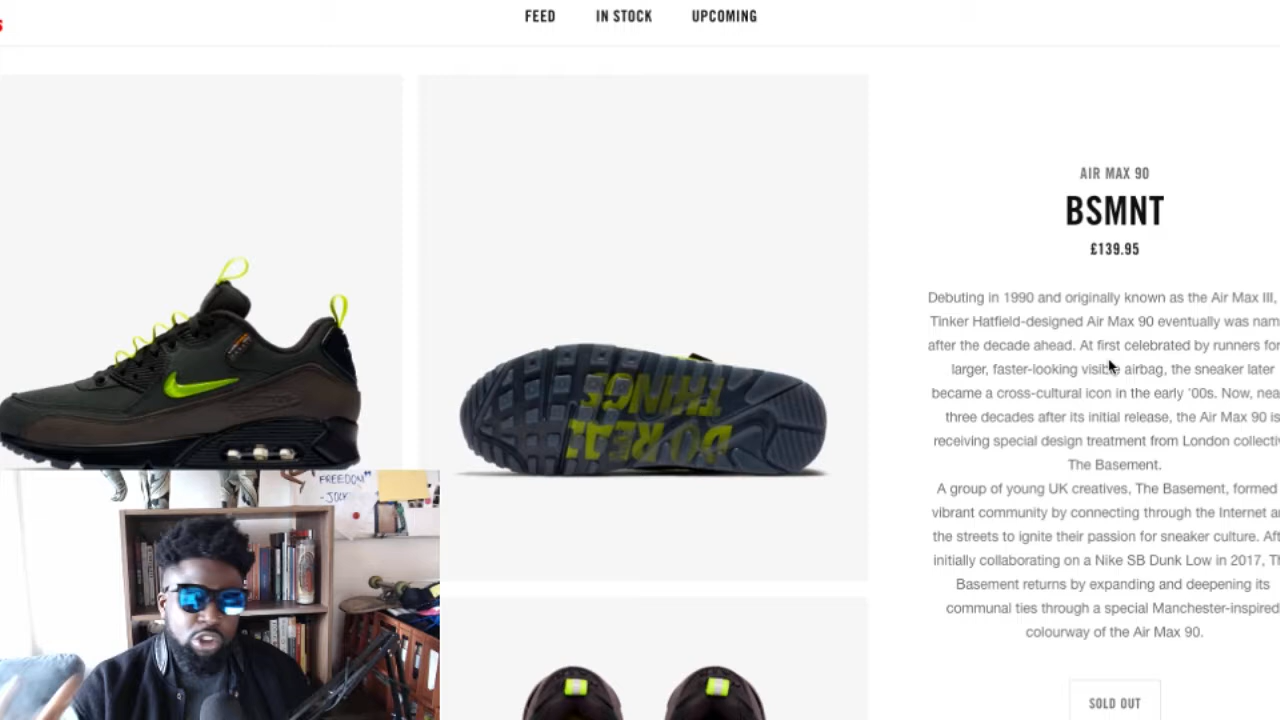 FEED IN STOCK UPCOMING
AIR MAX 90
BSMNT
£139.95
Debuting in 1990 and originally known as the Air Max III,
Tinker Hatfield-designed Air Max 90 eventually was nam
after the decade ahead. At first celebrated by runners for
larger, faster-looking visible airbag, the sneaker later
became a cross-cultural icon in the early '00s. Now, nea
three decades after its initial release, the Air Max 90 is
receiving special design treatment from London collectiv
The Basement.
A group of young UK creatives, The Basement, formed
vibrant community by connecting through the Internet an
the streets to ignite their passion for sneaker culture. Aft
initially collaborating on a Nike SB Dunk Low in 2017, Th
Basement returns by expanding and deepening its
communal ties through a special Manchester-inspired
colourway of the Air Max 90.
SOLD OUT
DO REAL
THINGS
FREEDOM"